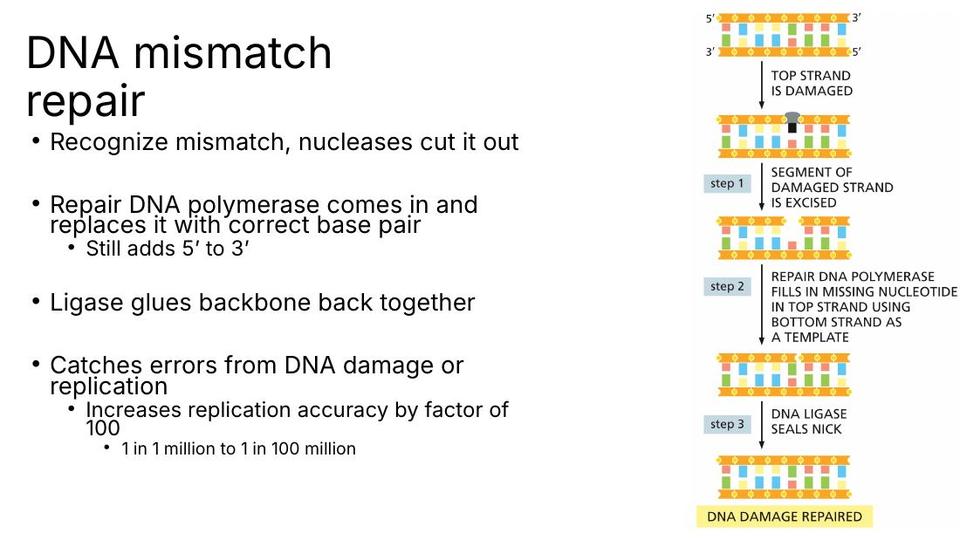 DNA mismatch
repair
• Recognize mismatch, nucleases cut it out
• Repair DNA polymerase comes in and
replaces it with correct base pair
• Still adds 5’ to 3’
• Ligase glues backbone back together
• Catches errors from DNA damage or
replication
• Increases replication accuracy by factor of
100
• 1 in 1 million to 1 in 100 million
5′ 3′
3′ 5′
TOP STRAND
IS DAMAGED
step 1
SEGMENT OF
DAMAGED STRAND
IS EXCISED
step 2
REPAIR DNA POLYMERASE
FILLS IN MISSING NUCLEOTIDE
IN TOP STRAND USING
BOTTOM STRAND AS
A TEMPLATE
step 3
DNA LIGASE
SEALS NICK
DNA DAMAGE REPAIRED